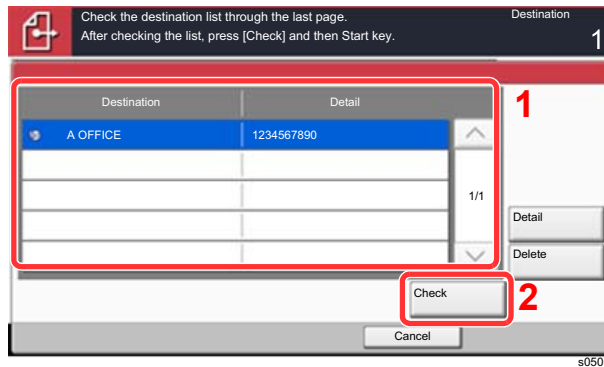 Check the destination list through the last page.
After checking the list, press [Check] and then Start key.
Destination
1
Destination Detail
1
A OFFICE 1234567890
1/1
Detail
Delete
Check
2
Cancel
s050